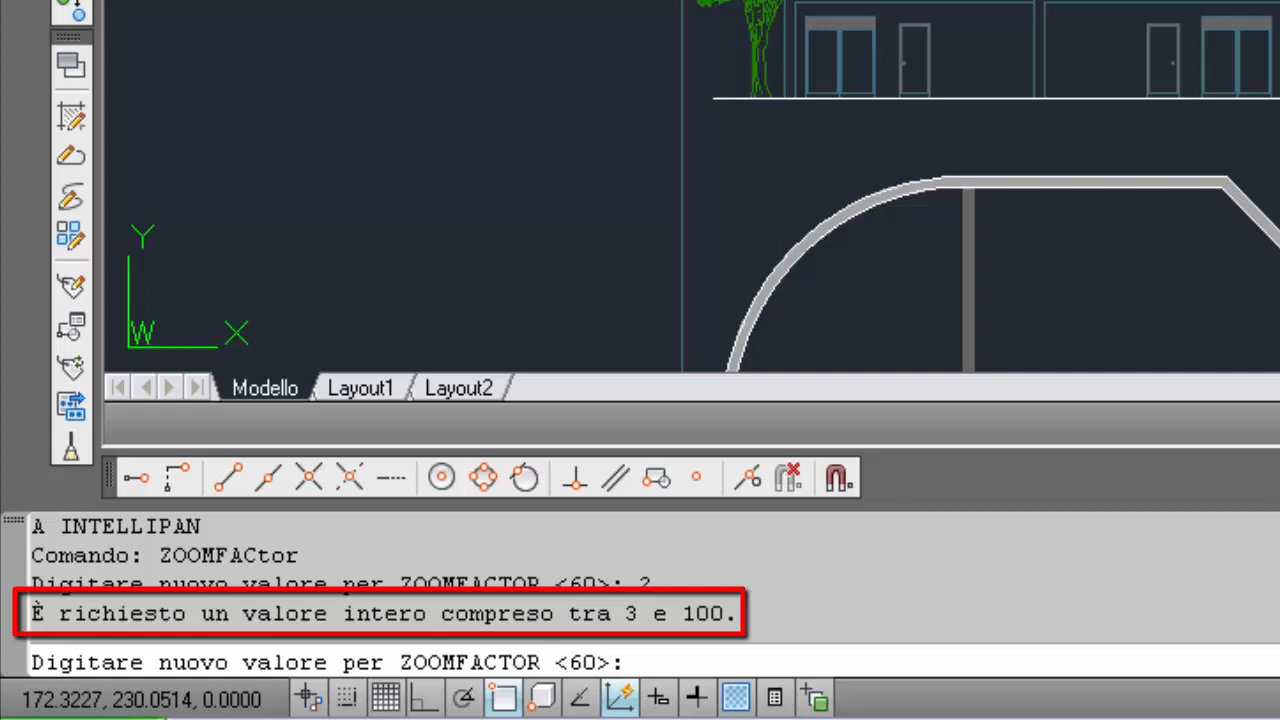 Y
W X
Modello Layout1 Layout2
A INTELLIPAN
Comando: ZOOMFACtor
Digitare nuovo valore per ZOOMFACTOR <60>: 2
È richiesto un valore intero compreso tra 3 e 100.
Digitare nuovo valore per ZOOMFACTOR <60>:
172.3227, 230.0514, 0.0000